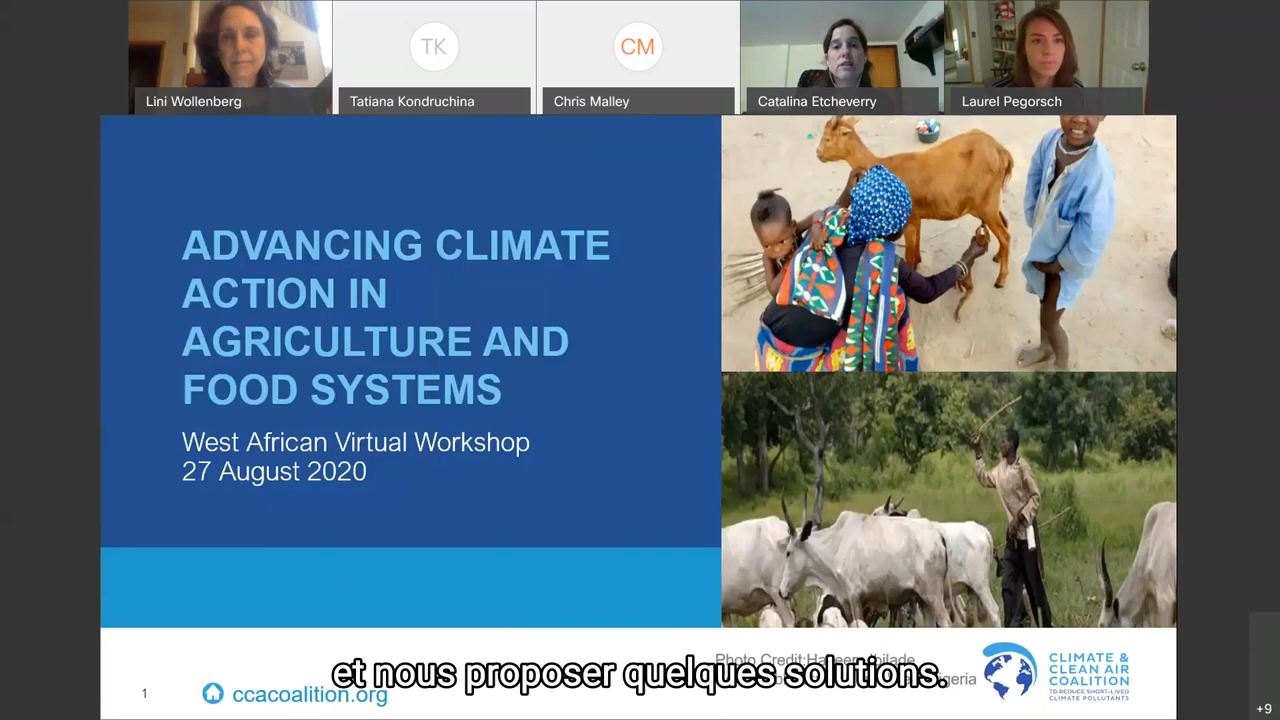 TK
CM
Lini Wollenberg
Tatiana Kondruchina
Chris Malley
Catalina Etcheverry
Laurel Pegorsch
ADVANCING CLIMATE
ACTION IN
AGRICULTURE AND
FOOD SYSTEMS
West African Virtual Workshop
27 August 2020
Photo Credit:
et nous proposer quelques solutions.
1
ccacoalition.org
CLIMATE &
CLEAN AIR
COALITION
TO REDUCE SHORT-LIVED
CLIMATE POLLUTANTS
+9